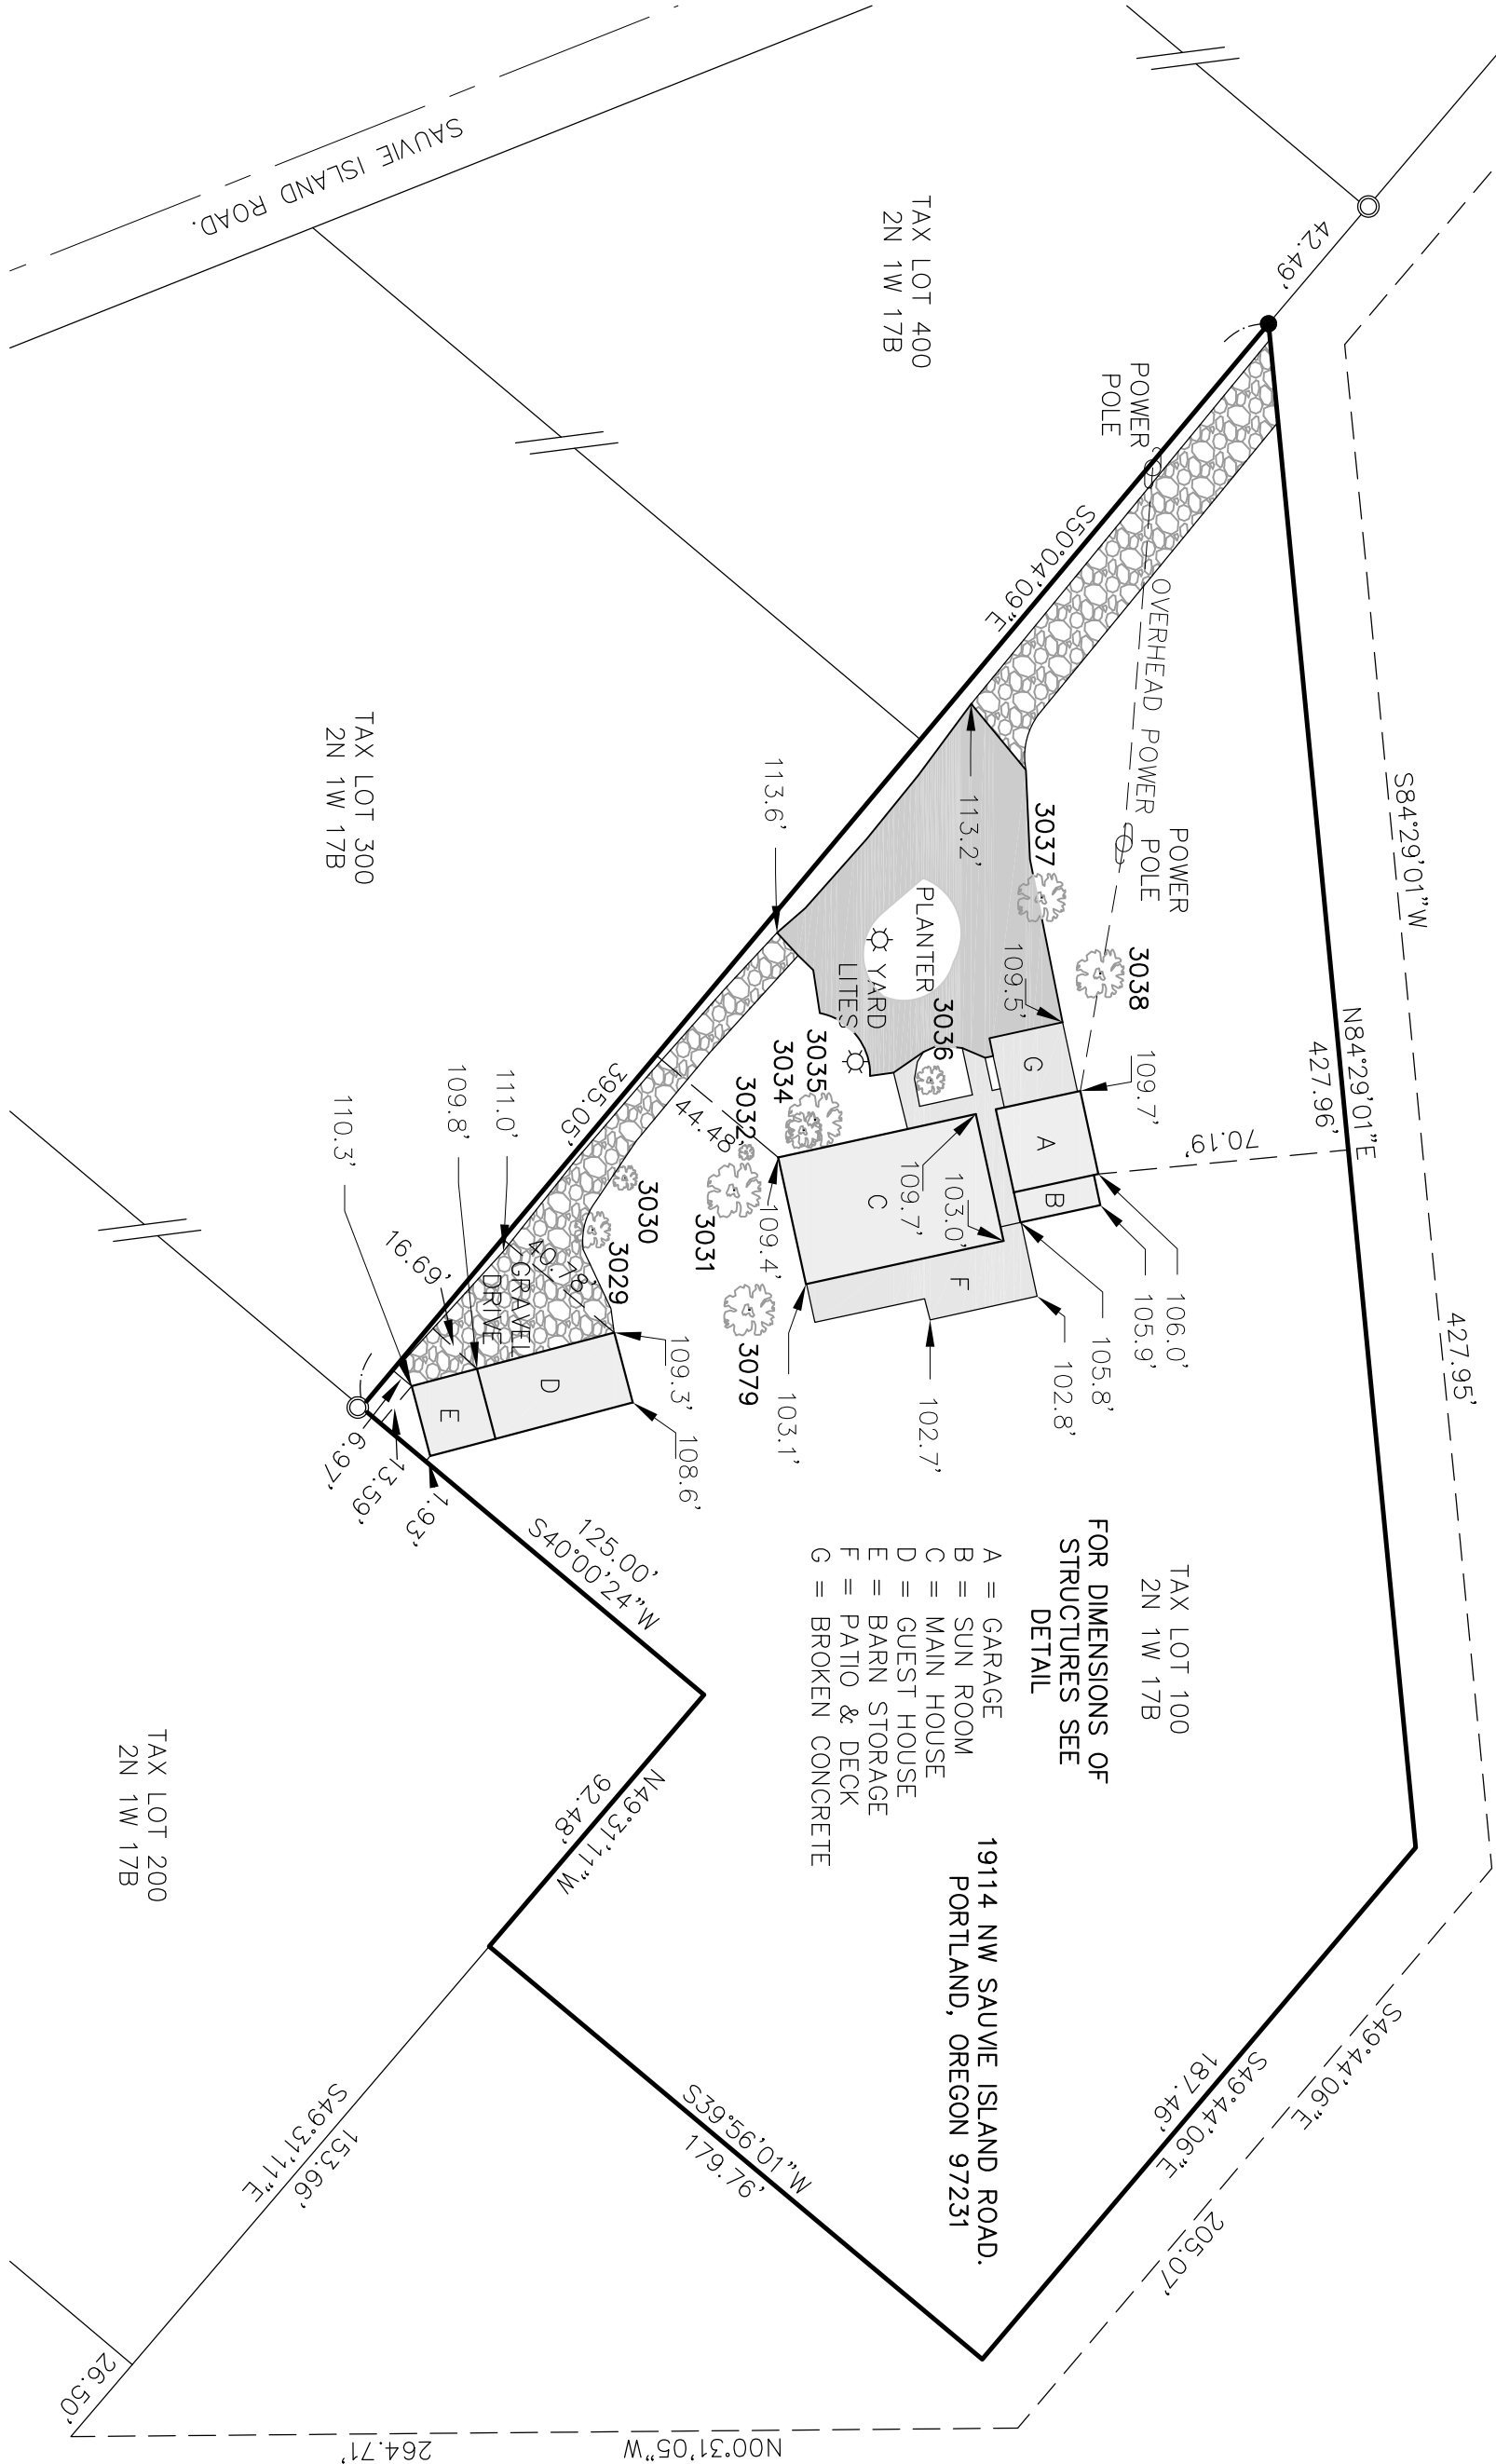 SAUVIE ISLAND ROAD.
TAX LOT 400
2N 1W 17B
42.49'
POWER
POLE
S50°04'09"E
OVERHEAD POWER
POWER
POLE
S84°29'01"W
427.95'
N84°29'01"E
427.96'
70.19'
TAX LOT 300
2N 1W 17B
113.6'
113.2'
3037
3038
PLANTER
YARD
LITES
109.5'
3036
3035
3034
3032
3031
3030
3029
3079
G
A
B
C
F
D
E
109.7'
109.7'
103.0'
109.4'
106.0'
105.9'
105.8'
102.8'
102.7'
103.1'
395.05'
44.48'
111.0'
109.8'
110.3'
16.69'
40.78'
GRAVEL
DRIVE
109.3'
108.6'
6.97'
13.59'
1.93'
125.00'
S40°00'24"W
TAX LOT 100
2N 1W 17B
FOR DIMENSIONS OF
STRUCTURES SEE
DETAIL
A = GARAGE
B = SUN ROOM
C = MAIN HOUSE
D = GUEST HOUSE
E = BARN STORAGE
F = PATIO & DECK
G = BROKEN CONCRETE
19114 NW SAUVIE ISLAND ROAD.
PORTLAND, OREGON 97231
N49°31'11"W
92.48'
TAX LOT 200
2N 1W 17B
S39°56'01"W
179.76'
S49°44'06"E
187.46'
S49°44'06"E
205.07'
153.66'
S49°31'11"E
26.50'
N00°31'05"W
264.71'